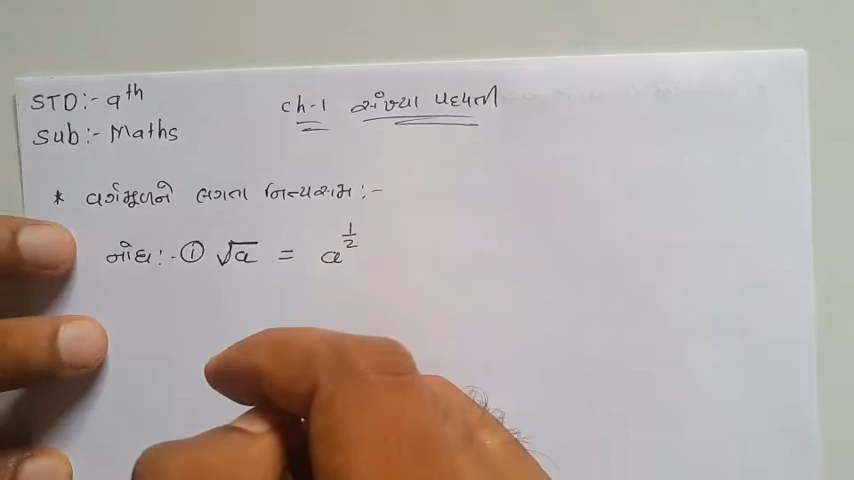 STD:- 9th
Sub:- Maths
ch-1 સંખ્યા પદ્ધતી
* વર્ગમૂળને લગતા નિત્યસમ :-
નોંધ:- ① √a = a^1/2